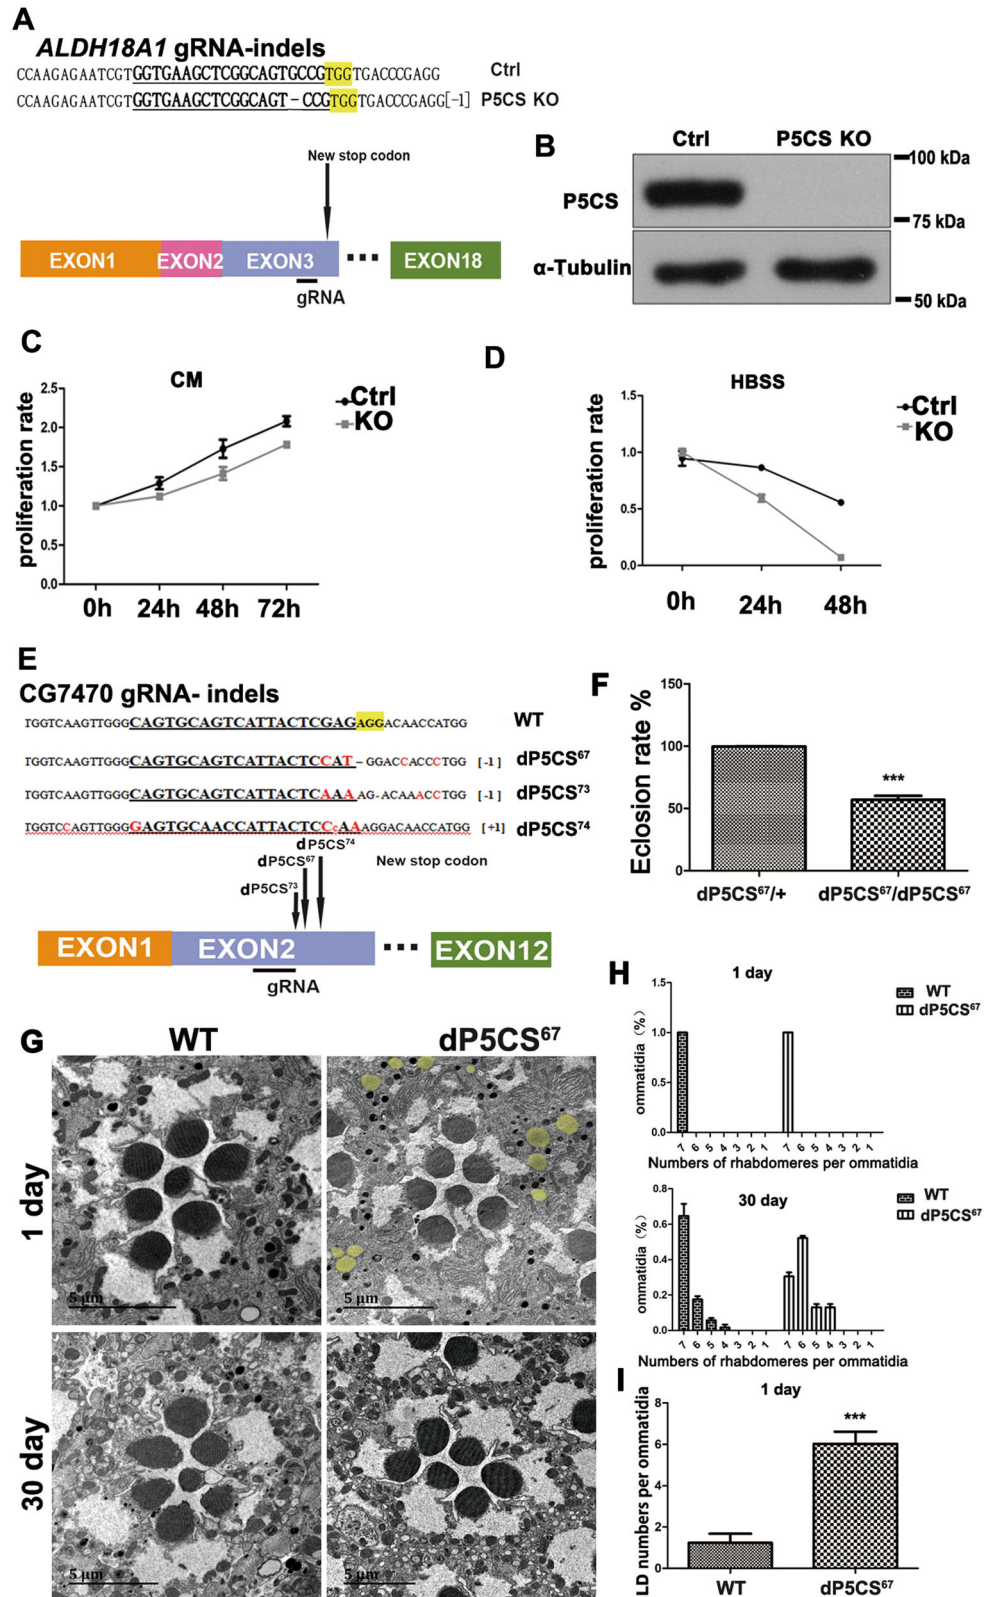 A
ALDH18A1 gRNA-indels
CCAAGAGAATCGTGGTGAAGCTCGGCAGTGCCGTGGTGACCCGAGG Ctrl
CCAAGAGAATCGTGGTGAAGCTCGGCAGT-CCGTGGTGACCCGAGG[-1] P5CS KO
New stop codon
EXON1 EXON2 EXON3 EXON18
gRNA
B
Ctrl P5CS KO
100 kDa
P5CS
75 kDa
α-Tubulin
50 kDa
C
CM
proliferation rate
2.5
2.0
1.5
1.0
0.5
0.0
0h 24h 48h 72h
Ctrl
KO
D
HBSS
proliferation rate
1.5
1.0
0.5
0.0
0h 24h 48h
Ctrl
KO
E
CG7470 gRNA- indels
TGGTCAAGTTGGGCAGTGCAGTCATTACTCGAGAGGACAACCATGG WT
TGGTCAAGTTGGGCAGTGCAGTCATTACTCCAT-GGACCACCCTGG [-1] dP5CS67
TGGTCAAGTTGGGCAGTGCAGTCATTACTCAAAAG-ACAAACCTGG [-1] dP5CS73
TGGTCCAGTTGGGGAGTGCAACCATTACTCCcAAAGGACAACCATGG [+1] dP5CS74
dP5CS74
dP5CS67
New stop codon
dP5CS73
EXON1 EXON2 EXON12
gRNA
F
Eclosion rate %
150
100
50
0
***
dP5CS67/+ dP5CS67/dP5CS67
G
WT dP5CS67
1 day
5 μm 5 μm
30 day
5 μm 5 μm
H
1 day
WT
dP5CS67
ommatidia (%)
1.5
1.0
0.5
0.0
7 6 5 4 3 2 1 7 6 5 4 3 2 1
Numbers of rhabdomeres per ommatidia
30 day
WT
dP5CS67
ommatidia (%)
0.8
0.6
0.4
0.2
0.0
7 6 5 4 3 2 1 7 6 5 4 3 2 1
Numbers of rhabdomeres per ommatidia
I
1 day
LD numbers per ommatidia
8
6
4
2
0
***
WT dP5CS67